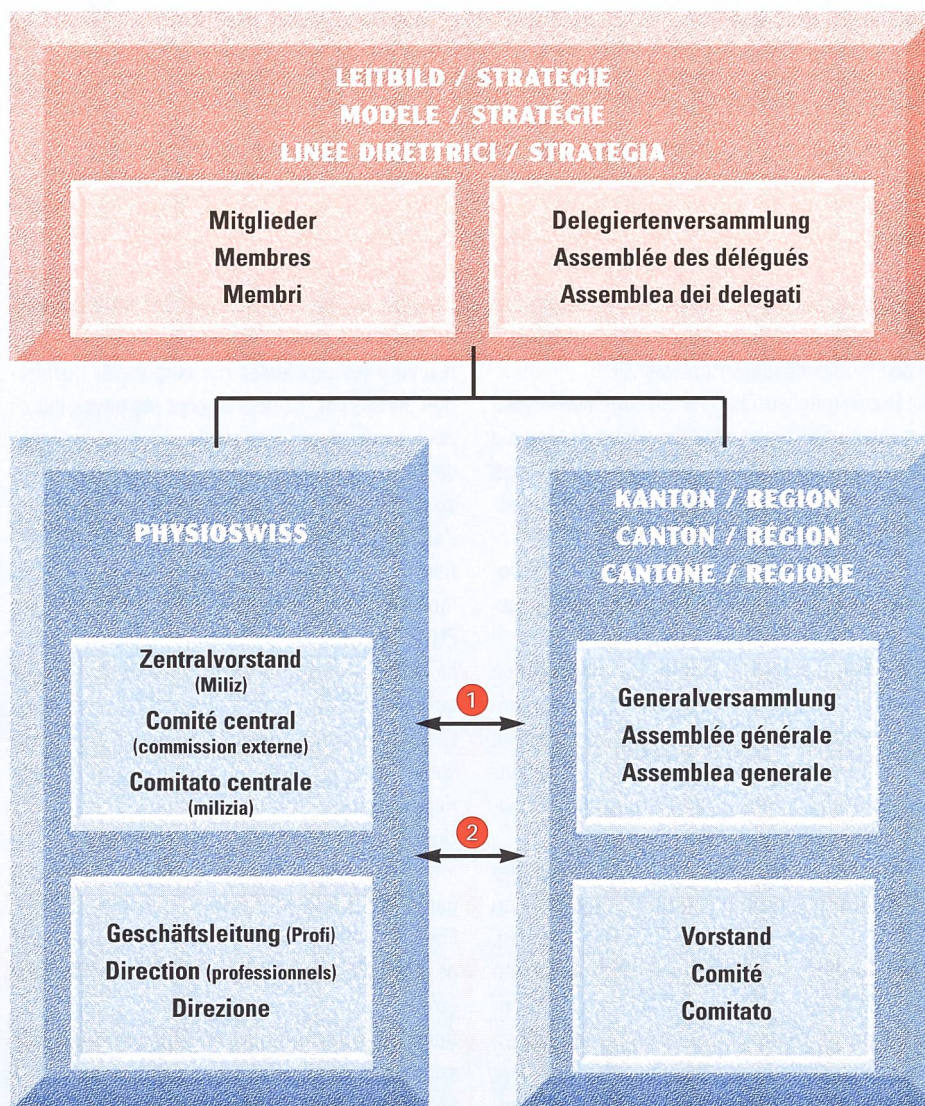 LEITBILD / STRATEGIE
MODELE / STRATÉGIE
LINEE DIRETTRICI / STRATEGIA
Mitglieder
Membres
Membri
Delegiertenversammlung
Assemblée des délégués
Assemblea dei delegati
PHYSIOSWISS
Zentralvorstand
(Miliz)
Comité central
(commission externe)
Comitato centrale
(milizia)
Geschäftsleitung (Profi)
Direction (professionnels)
Direzione
1
2
KANTON / REGION
CANTON / RÉGION
CANTONE / REGIONE
Generalversammlung
Assemblée générale
Assemblea generale
Vorstand
Comité
Comitato